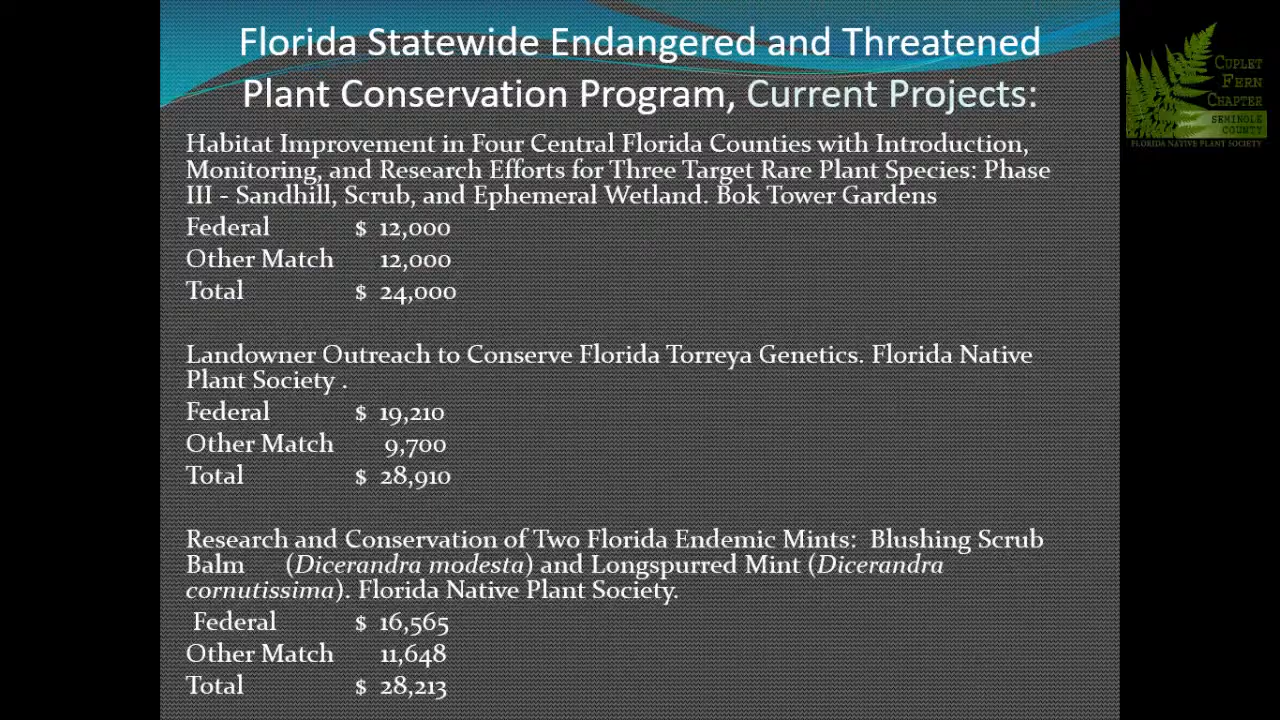 Florida Statewide Endangered and Threatened
Plant Conservation Program, Current Projects:
CUPLET
FERN
CHAPTER
SEMINOLE
COUNTY
FLORIDA NATIVE PLANT SOCIETY
Habitat Improvement in Four Central Florida Counties with Introduction,
Monitoring, and Research Efforts for Three Target Rare Plant Species: Phase
III - Sandhill, Scrub, and Ephemeral Wetland. Bok Tower Gardens
Federal $ 12,000
Other Match 12,000
Total $ 24,000
Landowner Outreach to Conserve Florida Torreya Genetics. Florida Native
Plant Society .
Federal $ 19,210
Other Match 9,700
Total $ 28,910
Research and Conservation of Two Florida Endemic Mints: Blushing Scrub
Balm (Dicerandra modesta) and Longspurred Mint (Dicerandra
cornutissima). Florida Native Plant Society.
Federal $ 16,565
Other Match 11,648
Total $ 28,213